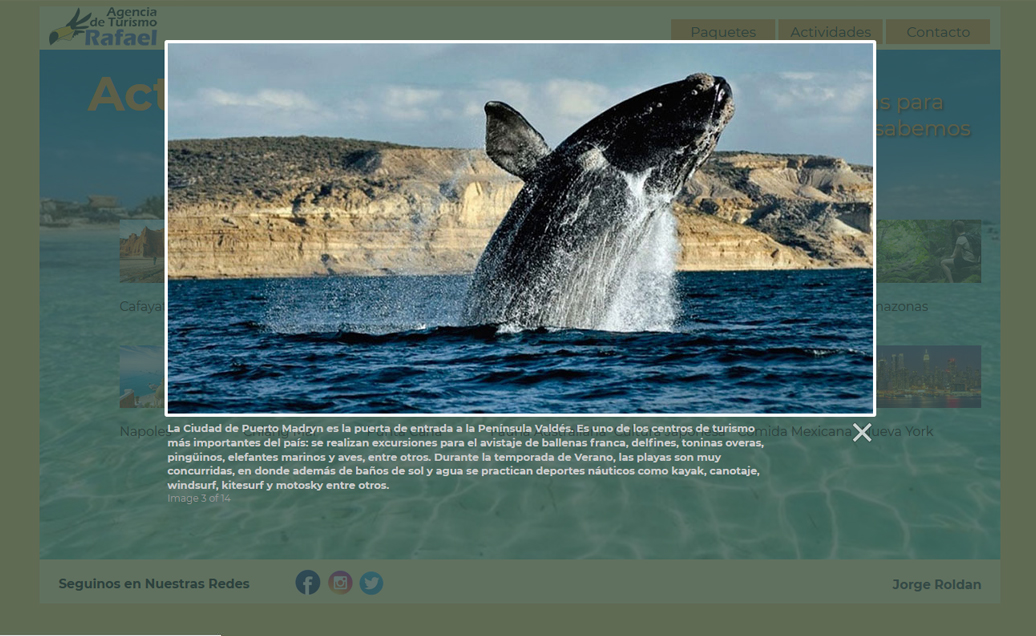 Agencia
de Turismo
Rafael
Paquetes
Actividades
Contacto
Act
s para
sabemos
Cafaya
mazonas
Napoles
Comida Mexicana
Nueva York
La Ciudad de Puerto Madryn es la puerta de entrada a la Península Valdés. Es uno de los centros de turismo
más importantes del país: se realizan excursiones para el avistaje de ballenas franca, delfines, toninas overas,
pingüinos, elefantes marinos y aves, entre otros. Durante la temporada de Verano, las playas son muy
concurridas, en donde además de baños de sol y agua se practican deportes náuticos como kayak, canotaje,
windsurf, kitesurf y motosky entre otros.
Image 3 of 14
Seguinos en Nuestras Redes
Jorge Roldan